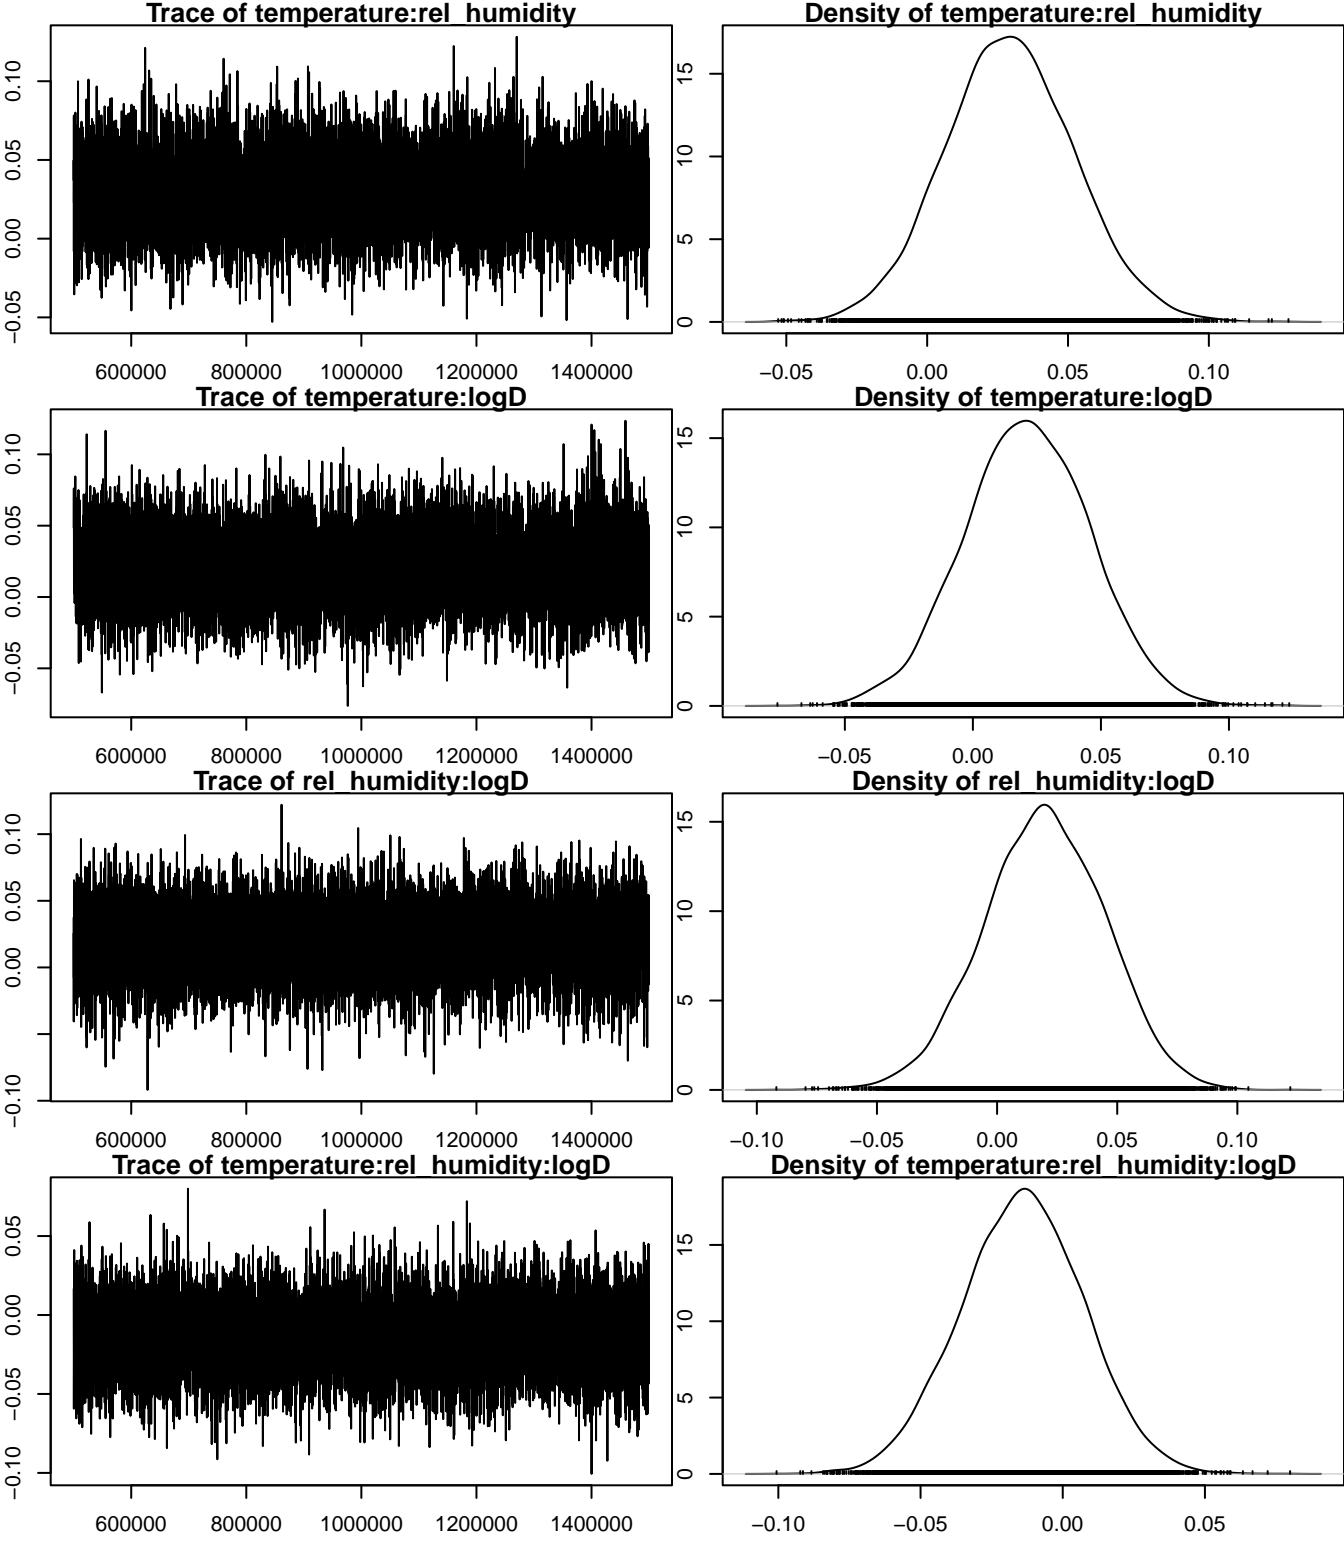 Trace of temperature:rel_humidity
Density of temperature:rel_humidity
0.10
0.05
0.00
−0.05
600000 800000 1000000 1200000 1400000
15
10
5
0
−0.05 0.00 0.05 0.10
Trace of temperature:logD
Density of temperature:logD
0.10
0.05
0.00
−0.05
600000 800000 1000000 1200000 1400000
15
10
5
0
−0.05 0.00 0.05 0.10
Trace of rel_humidity:logD
Density of rel_humidity:logD
0.10
0.05
0.00
−0.10
600000 800000 1000000 1200000 1400000
15
10
5
0
−0.10 −0.05 0.00 0.05 0.10
Trace of temperature:rel_humidity:logD
Density of temperature:rel_humidity:logD
0.05
0.00
−0.05
−0.10
600000 800000 1000000 1200000 1400000
15
10
5
0
−0.10 −0.05 0.00 0.05